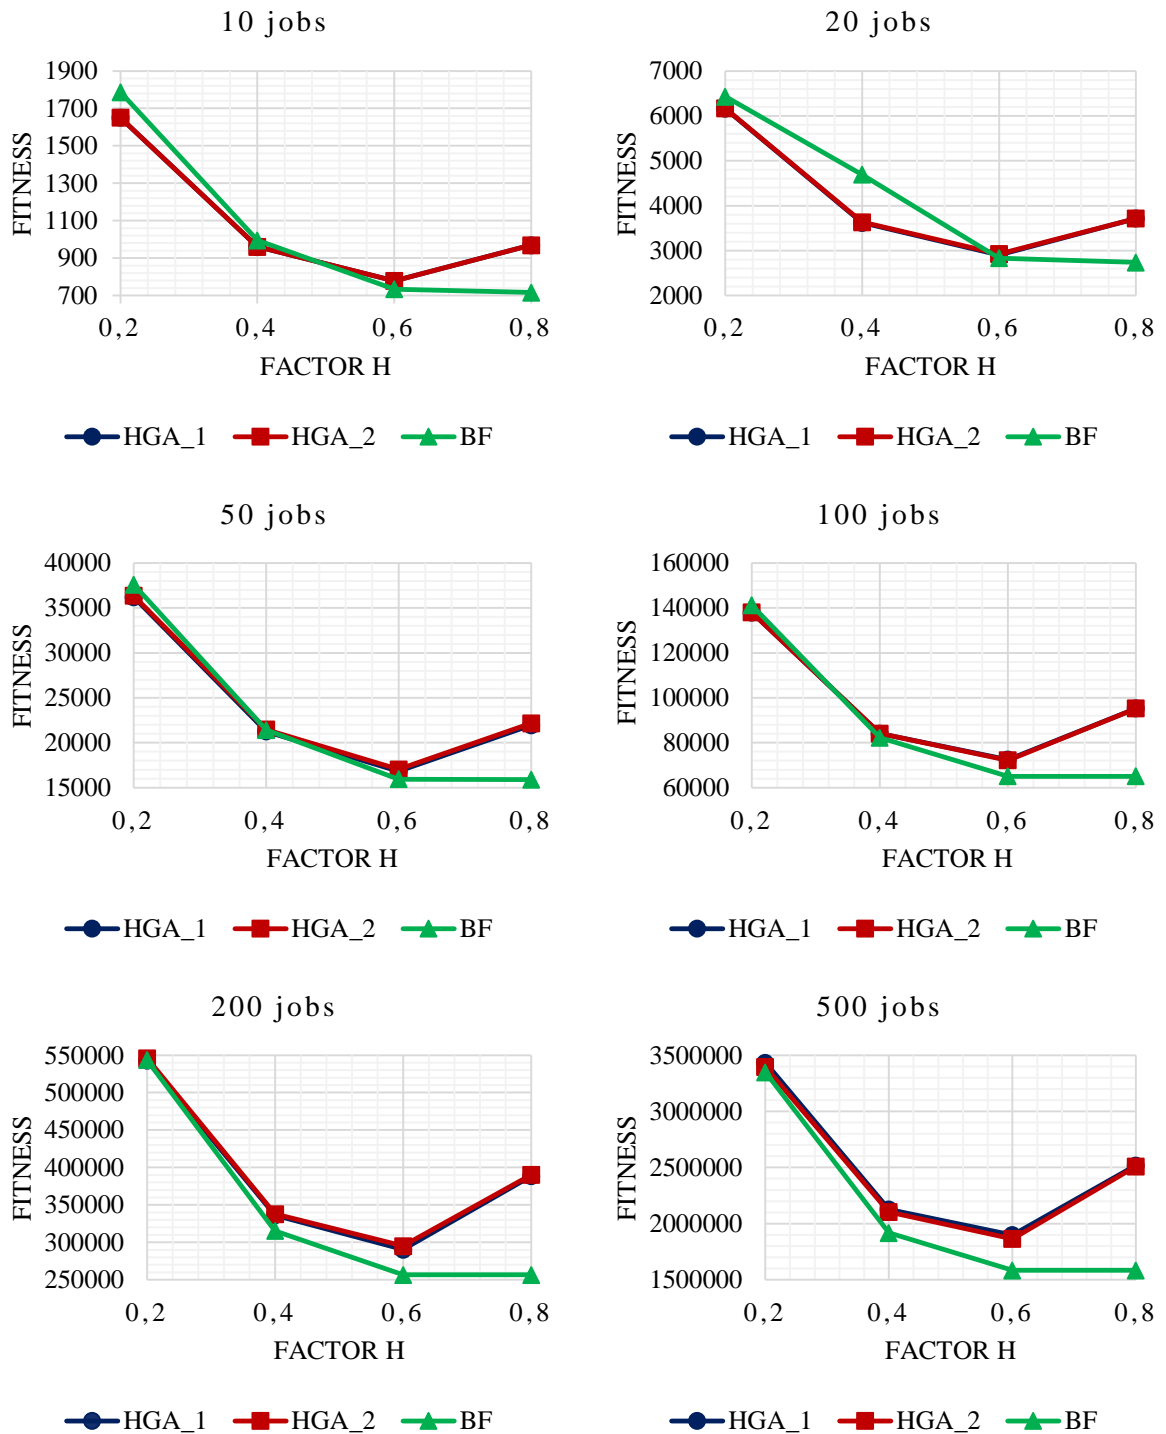 10 jobs
1900
1700
1500
1300
1100
900
700
FITNESS
0,2 0,4 0,6 0,8
FACTOR H
HGA_1 HGA_2 BF
20 jobs
7000
6000
5000
4000
3000
2000
FITNESS
0,2 0,4 0,6 0,8
FACTOR H
HGA_1 HGA_2 BF
50 jobs
40000
35000
30000
25000
20000
15000
FITNESS
0,2 0,4 0,6 0,8
FACTOR H
HGA_1 HGA_2 BF
100 jobs
160000
140000
120000
100000
80000
60000
FITNESS
0,2 0,4 0,6 0,8
FACTOR H
HGA_1 HGA_2 BF
200 jobs
550000
500000
450000
400000
350000
300000
250000
FITNESS
0,2 0,4 0,6 0,8
FACTOR H
HGA_1 HGA_2 BF
500 jobs
3500000
3000000
2500000
2000000
1500000
FITNESS
0,2 0,4 0,6 0,8
FACTOR H
HGA_1 HGA_2 BF